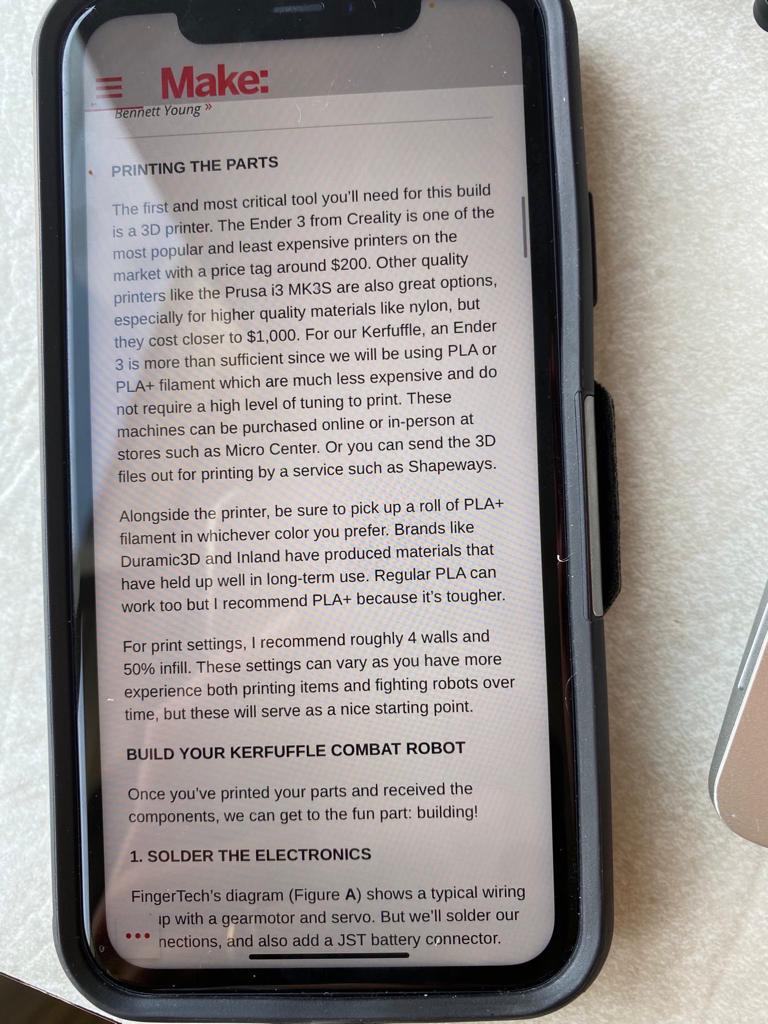 Make:
Bennett Young »
PRINTING THE PARTS
The first and most critical tool you'll need for this build
is a 3D printer. The Ender 3 from Creality is one of the
most popular and least expensive printers on the
market with a price tag around $200. Other quality
printers like the Prusa i3 MK3S are also great options,
especially for higher quality materials like nylon, but
they cost closer to $1,000. For our Kerfuffle, an Ender
3 is more than sufficient since we will be using PLA or
PLA+ filament which are much less expensive and do
not require a high level of tuning to print. These
machines can be purchased online or in-person at
stores such as Micro Center. Or you can send the 3D
files out for printing by a service such as Shapeways.
Alongside the printer, be sure to pick up a roll of PLA+
filament in whichever color you prefer. Brands like
Duramic3D and Inland have produced materials that
have held up well in long-term use. Regular PLA can
work too but I recommend PLA+ because it's tougher.
For print settings, I recommend roughly 4 walls and
50% infill. These settings can vary as you have more
experience both printing items and fighting robots over
time, but these will serve as a nice starting point.
BUILD YOUR KERFUFFLE COMBAT ROBOT
Once you've printed your parts and received the
components, we can get to the fun part: building!
1. SOLDER THE ELECTRONICS
FingerTech's diagram (Figure A) shows a typical wiring
up with a gearmotor and servo. But we'll solder our
nections, and also add a JST battery connector.